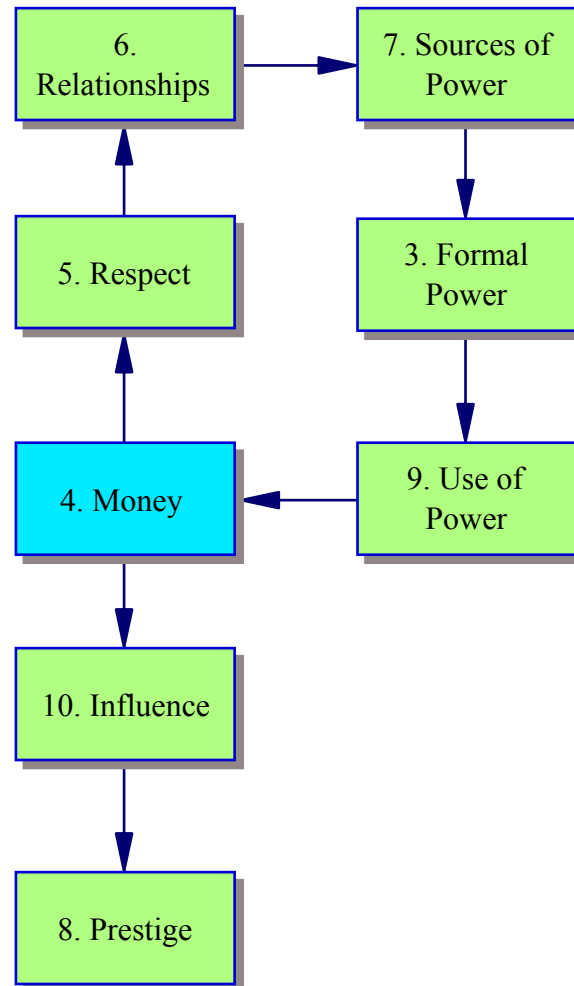 6.
Relationships
7. Sources of
Power
5. Respect
3. Formal
Power
4. Money
9. Use of
Power
10. Influence
8. Prestige